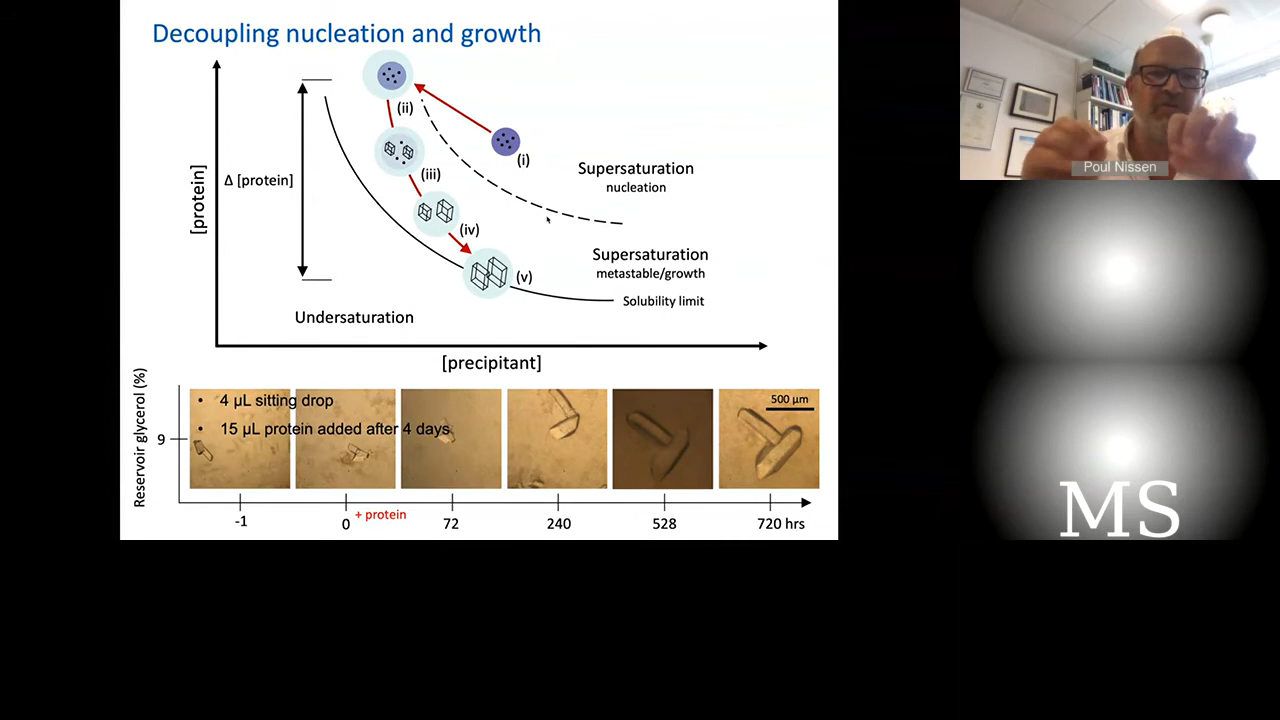 Decoupling nucleation and growth
(ii)
(i)
Supersaturation
nucleation
Δ [protein]
(iii)
[protein]
(iv)
Supersaturation
metastable/growth
(v)
Solubility limit
Undersaturation
[precipitant]
Reservoir glycerol (%)
• 4 µL sitting drop
500 µm
• 15 µL protein added after 4 days
9
+ protein
-1 0 72 240 528 720 hrs
Poul Nissen
MS